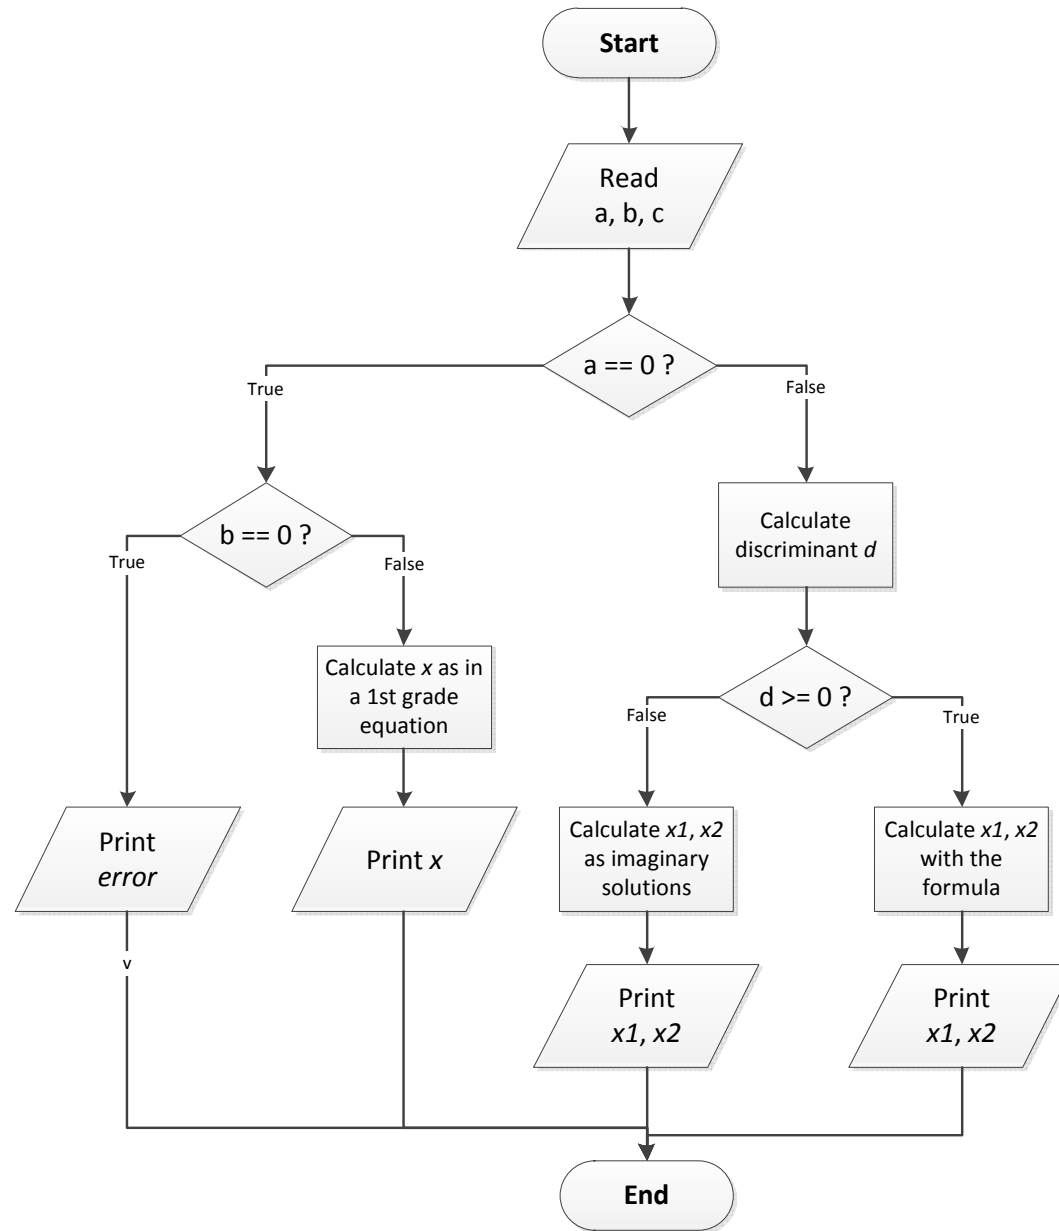 Start
Read
a, b, c
a == 0 ?
True
False
b == 0 ?
True
False
Calculate
discriminant d
Calculate x as in
a 1st grade
equation
d >= 0 ?
False
True
Print
error
Print x
Calculate x1, x2
as imaginary
solutions
Calculate x1, x2
with the
formula
v
Print
x1, x2
Print
x1, x2
End